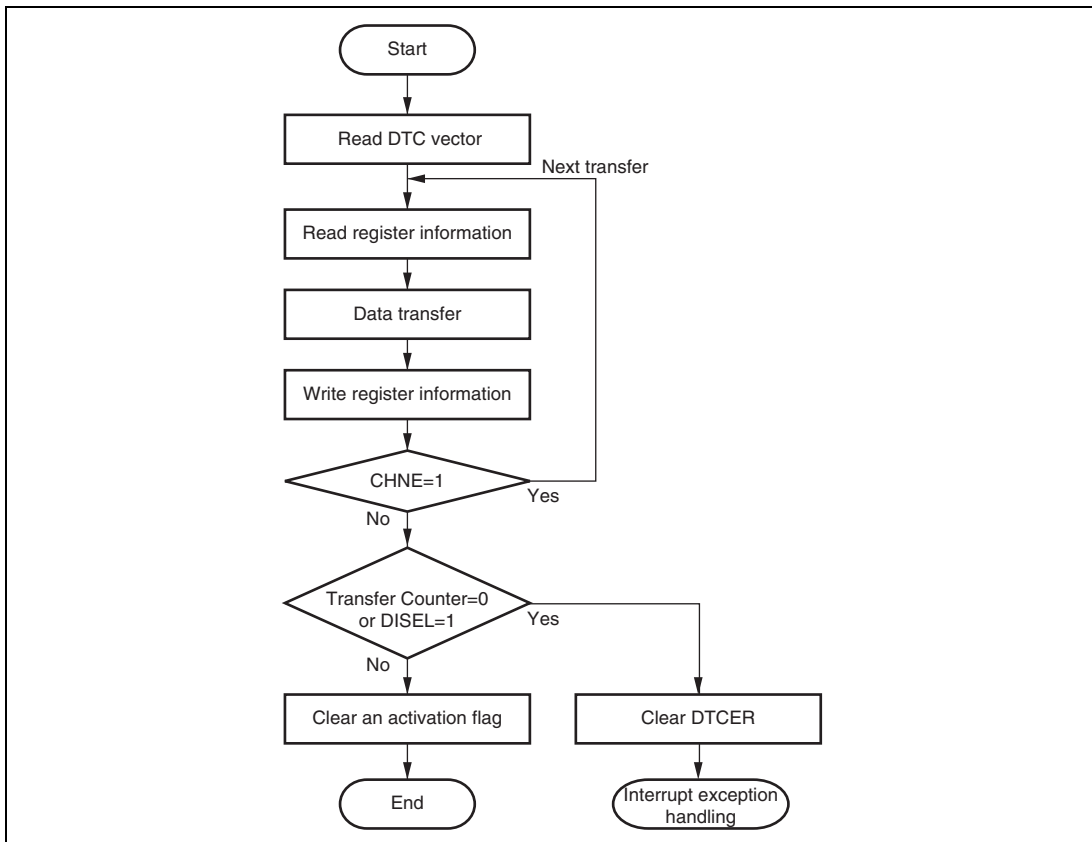 Start
Read DTC vector
Next transfer
Read register information
Data transfer
Write register information
CHNE=1
Yes
No
Transfer Counter=0
or DISEL=1
Yes
No
Clear an activation flag
Clear DTCER
End
Interrupt exception
handling